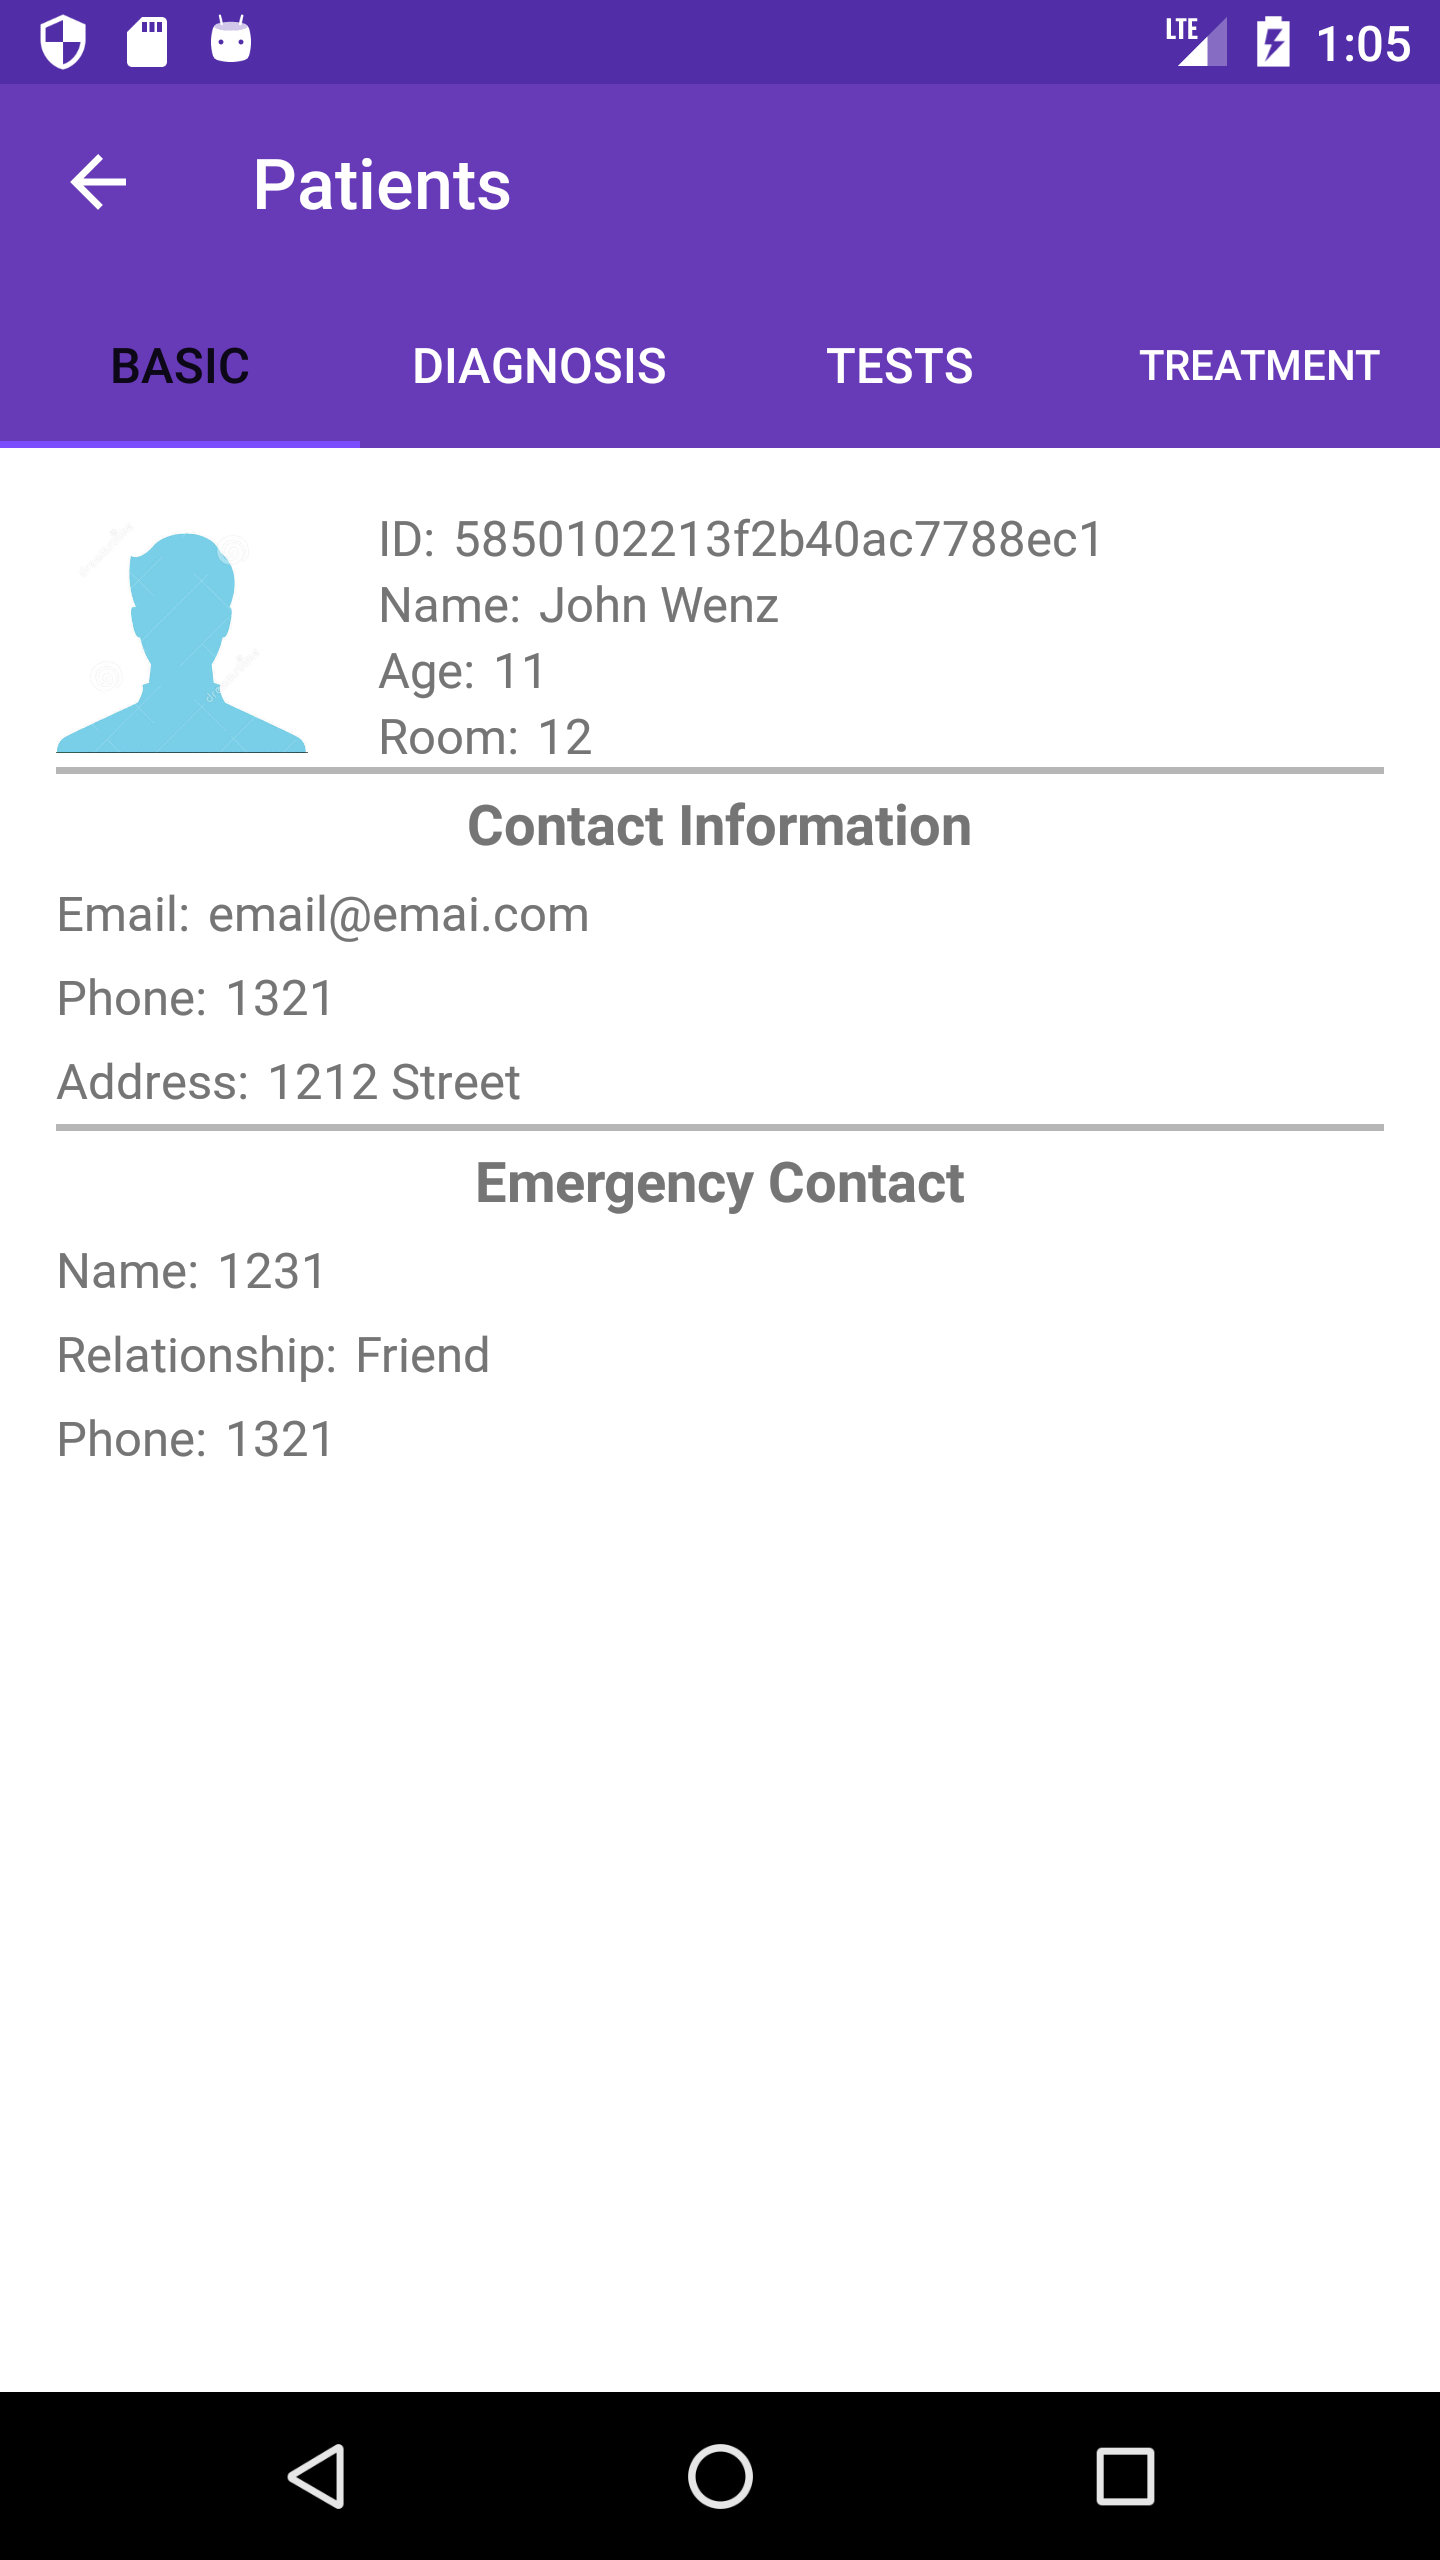 LTE 1:05
Patients
BASIC DIAGNOSIS TESTS TREATMENT
ID: 5850102213f2b40ac7788ec1
Name: John Wenz
Age: 11
Room: 12
Contact Information
Email: email@emai.com
Phone: 1321
Address: 1212 Street
Emergency Contact
Name: 1231
Relationship: Friend
Phone: 1321